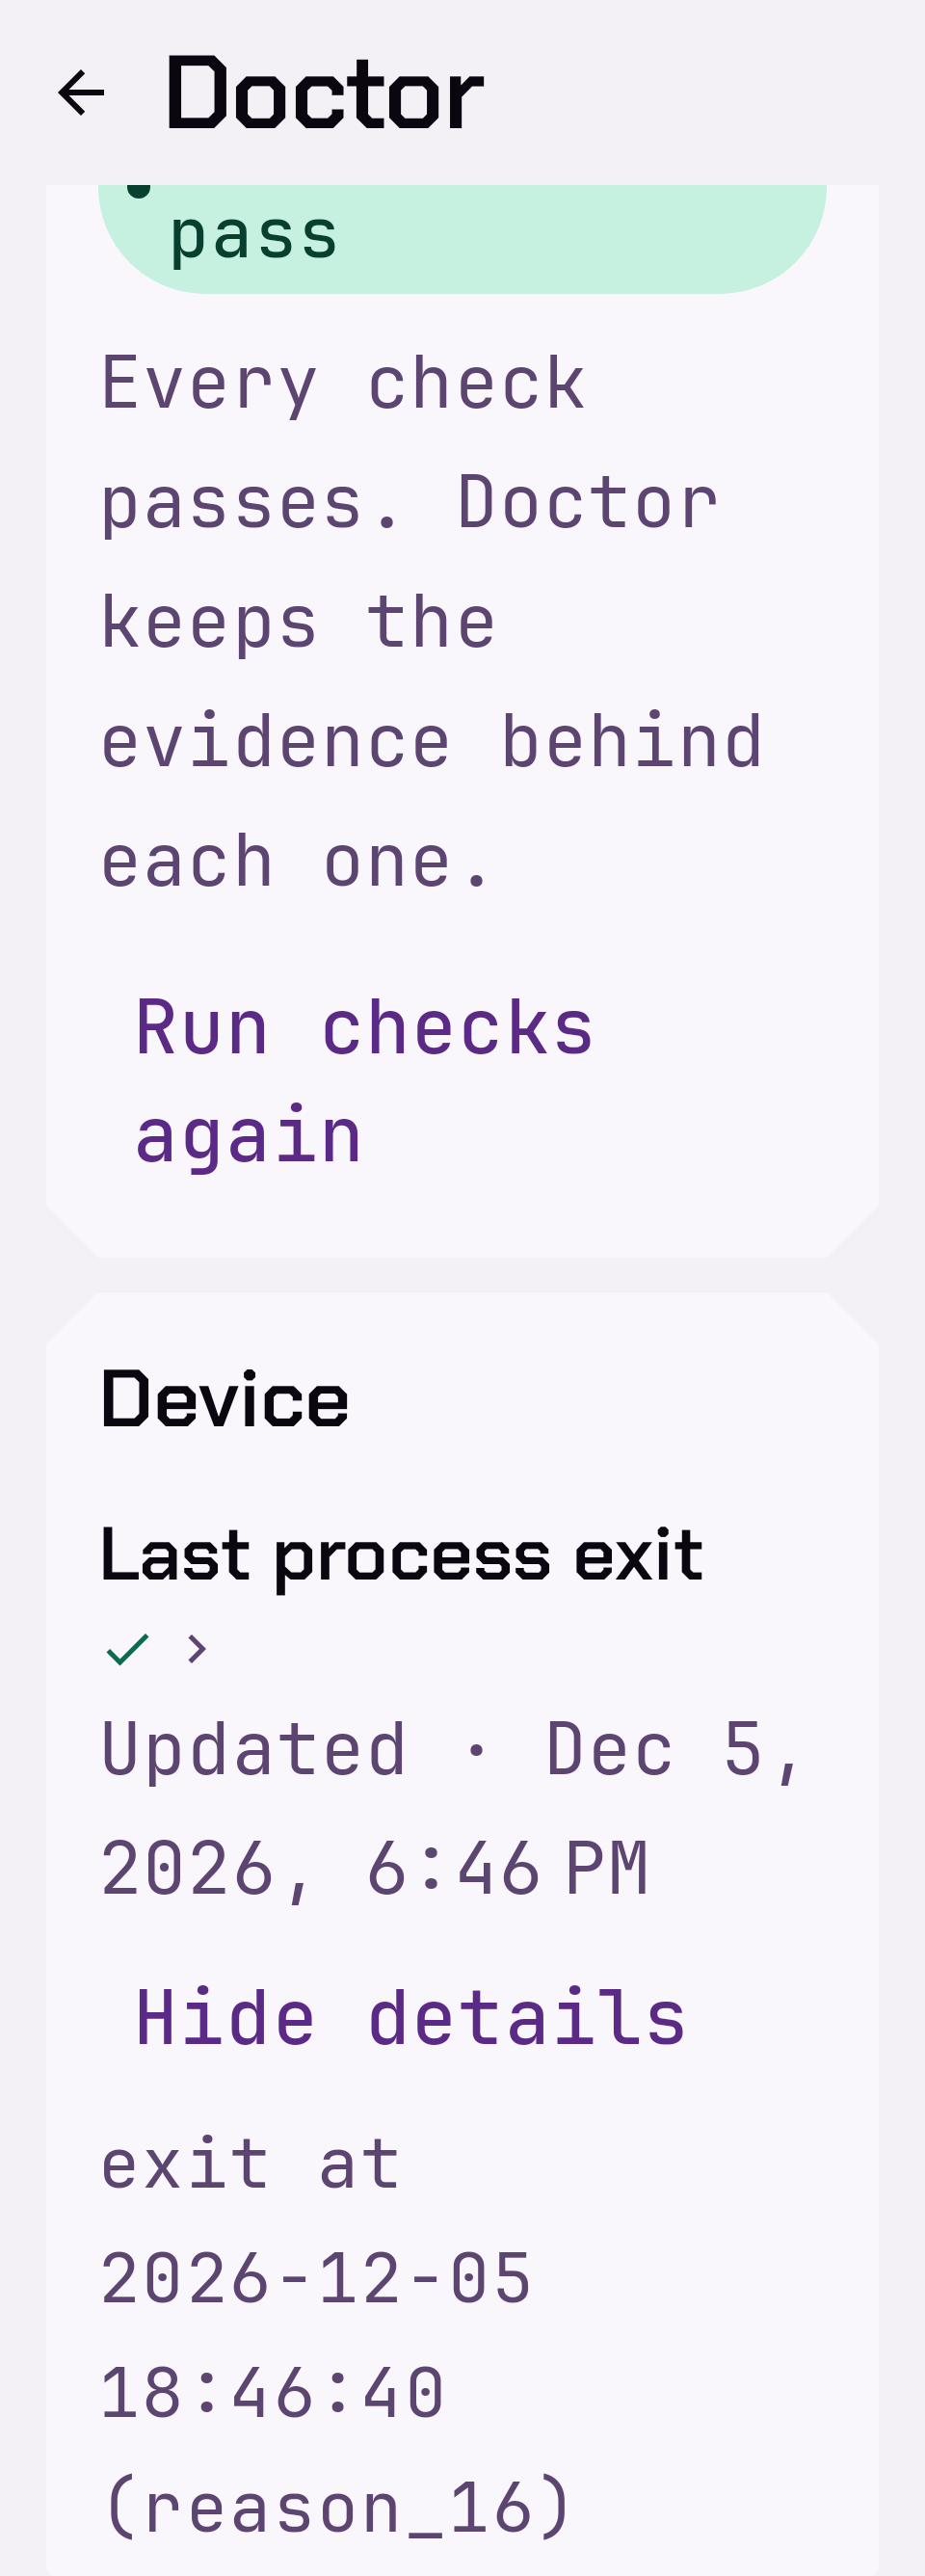 Doctor
pass
Every check
passes. Doctor
keeps the
evidence behind
each one.
Run checks
again
Device
Last process exit
Updated · Dec 5,
2026, 6:46 PM
Hide details
exit at
2026-12-05
18:46:40
(reason_16)